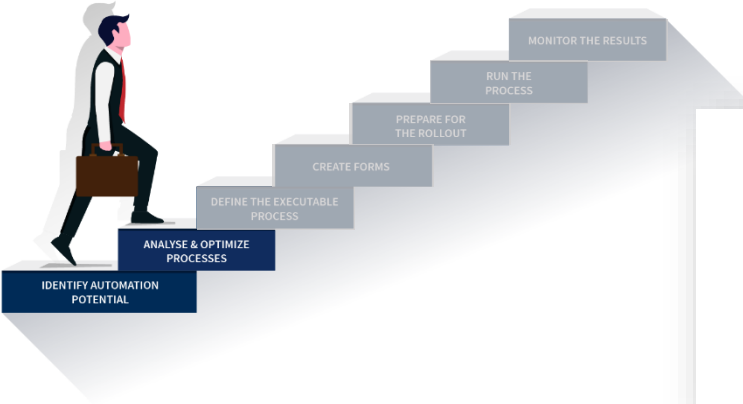 MONITOR THE RESULTS
RUN THE
PROCESS
PREPARE FOR
THE ROLLOUT
CREATE FORMS
DEFINE THE EXECUTABLE
PROCESS
ANALYSE & OPTIMIZE
PROCESSES
IDENTIFY AUTOMATION
POTENTIAL